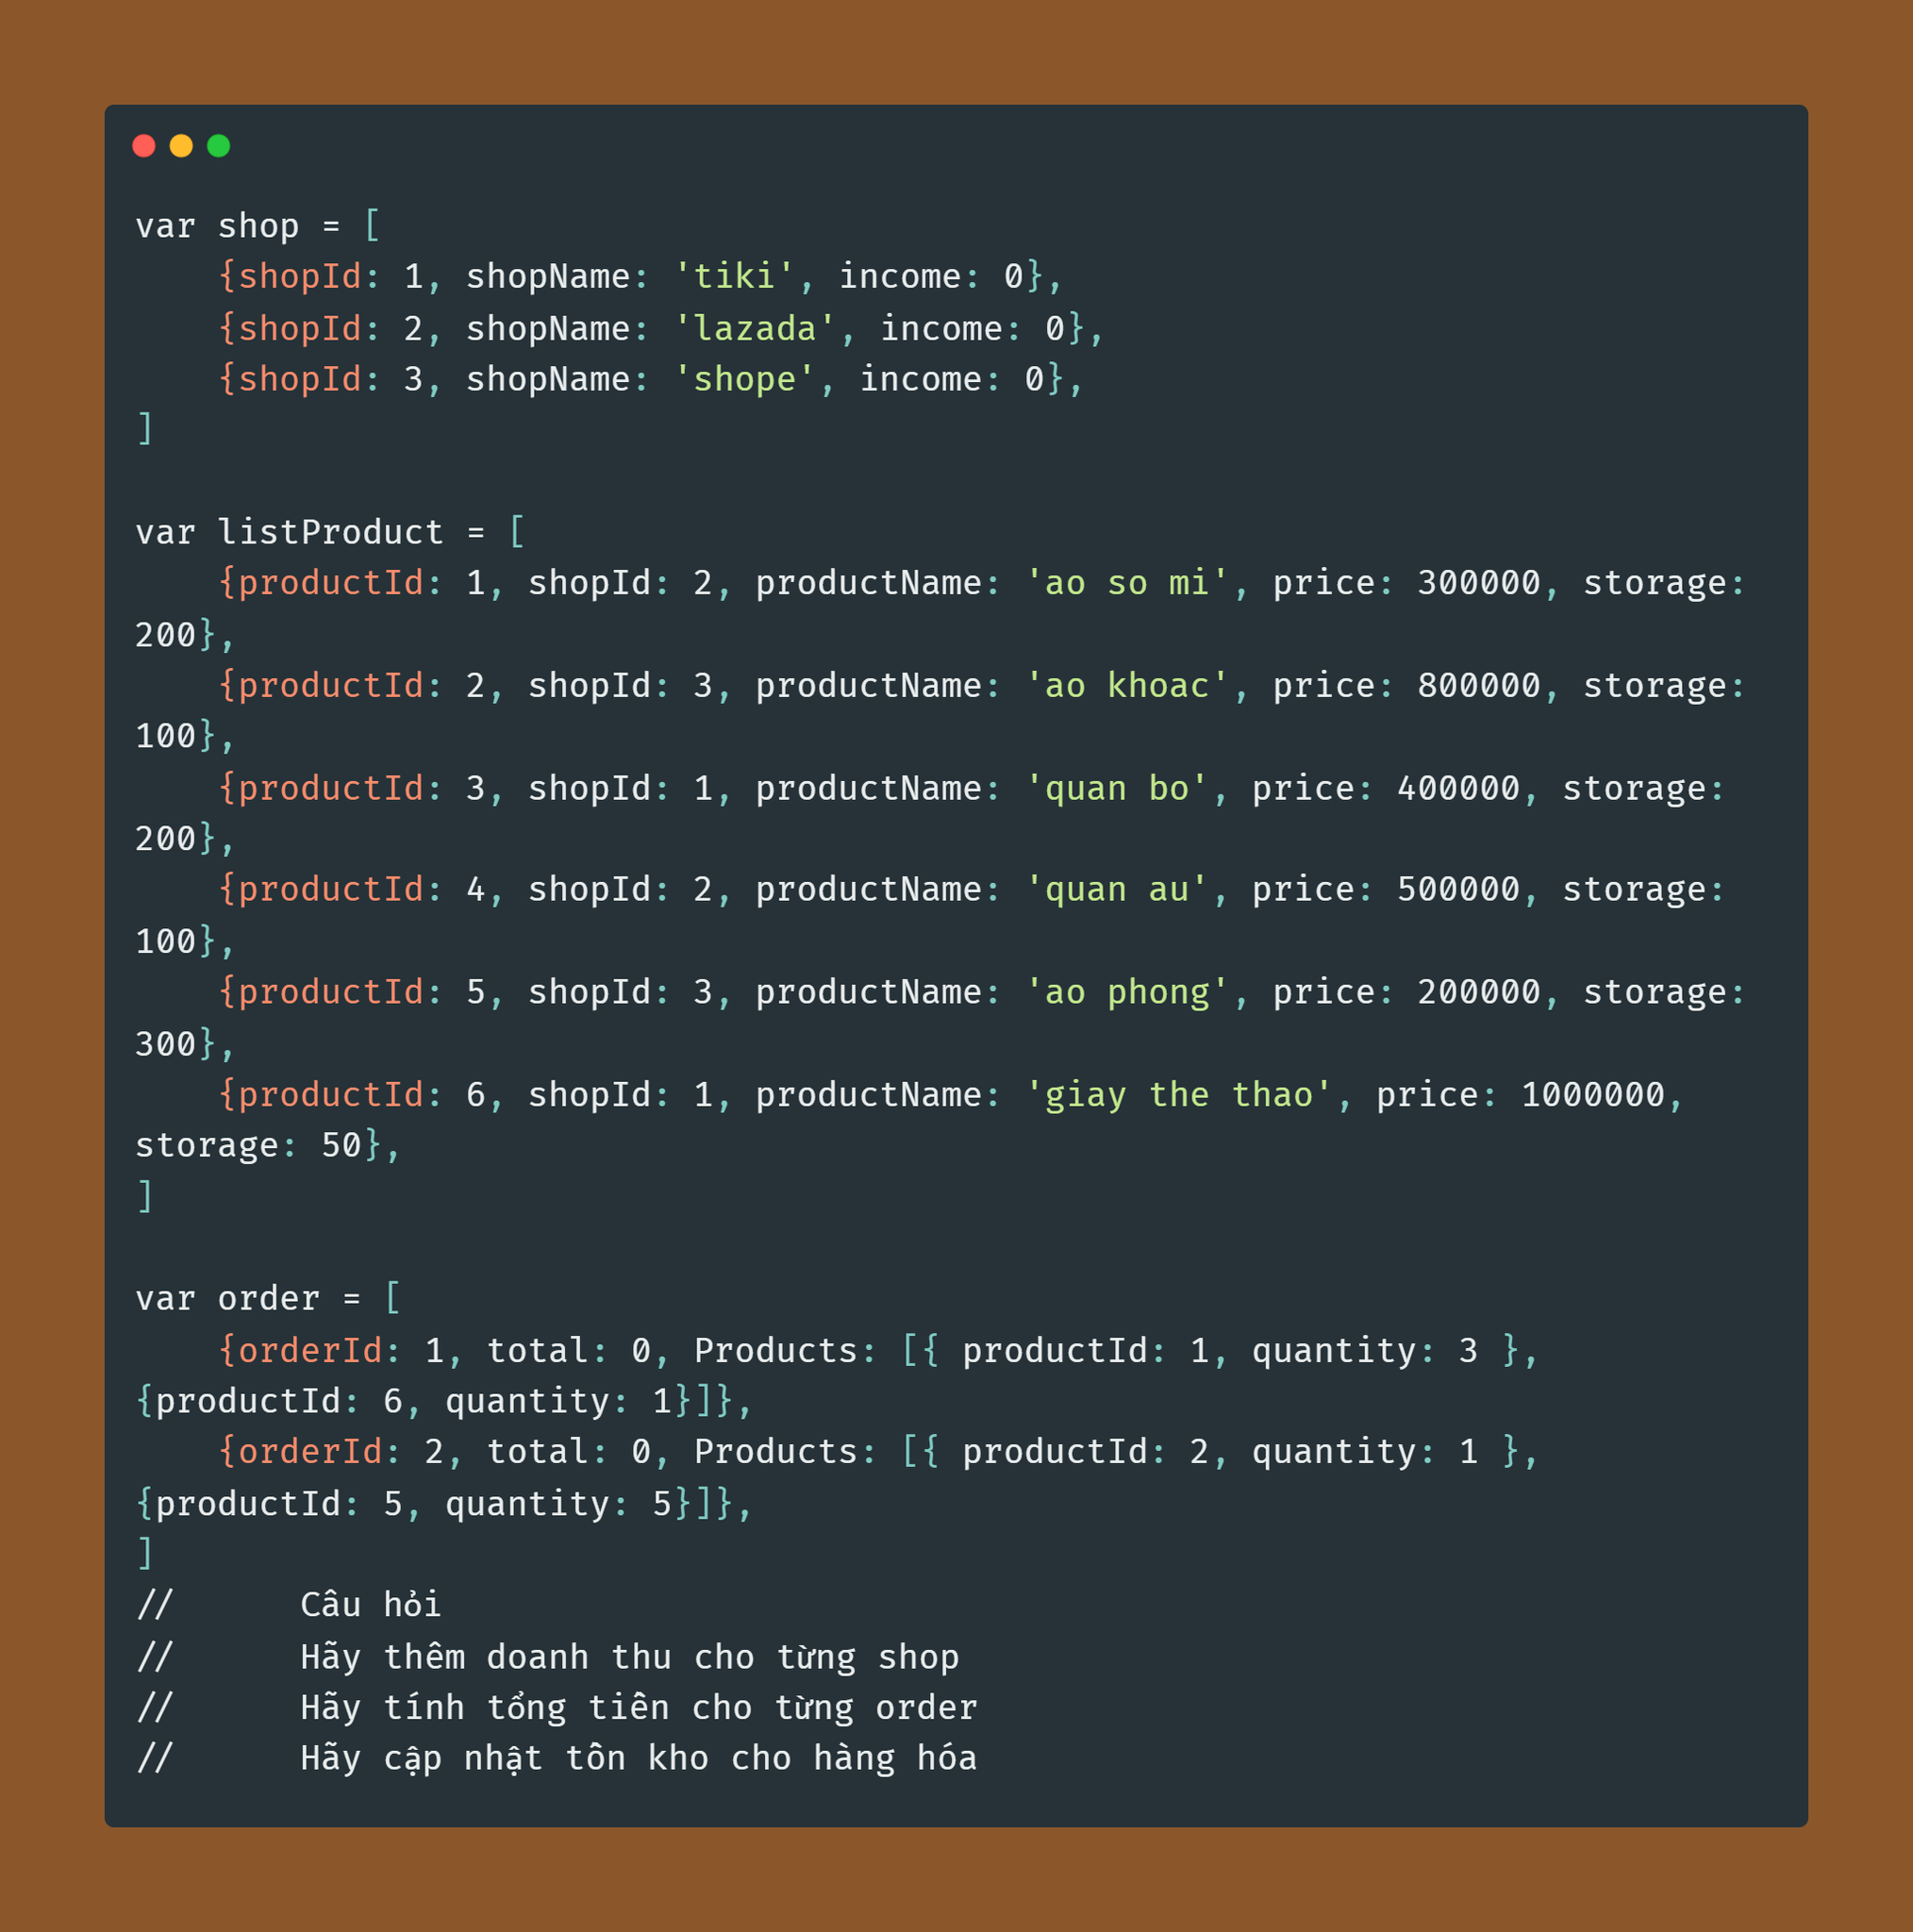 var shop = [
    {shopId: 1, shopName: 'tiki', income: 0},
    {shopId: 2, shopName: 'lazada', income: 0},
    {shopId: 3, shopName: 'shope', income: 0},
]

var listProduct = [
    {productId: 1, shopId: 2, productName: 'ao so mi', price: 300000, storage:
200},
    {productId: 2, shopId: 3, productName: 'ao khoac', price: 800000, storage:
100},
    {productId: 3, shopId: 1, productName: 'quan bo', price: 400000, storage:
200},
    {productId: 4, shopId: 2, productName: 'quan au', price: 500000, storage:
100},
    {productId: 5, shopId: 3, productName: 'ao phong', price: 200000, storage:
300},
    {productId: 6, shopId: 1, productName: 'giay the thao', price: 1000000,
storage: 50},
]

var order = [
    {orderId: 1, total: 0, Products: [{ productId: 1, quantity: 3 },
{productId: 6, quantity: 1}]},
    {orderId: 2, total: 0, Products: [{ productId: 2, quantity: 1 },
{productId: 5, quantity: 5}]},
]
//      Câu hỏi
//      Hãy thêm doanh thu cho từng shop
//      Hãy tính tổng tiền cho từng order
//      Hãy cập nhật tồn kho cho hàng hóa